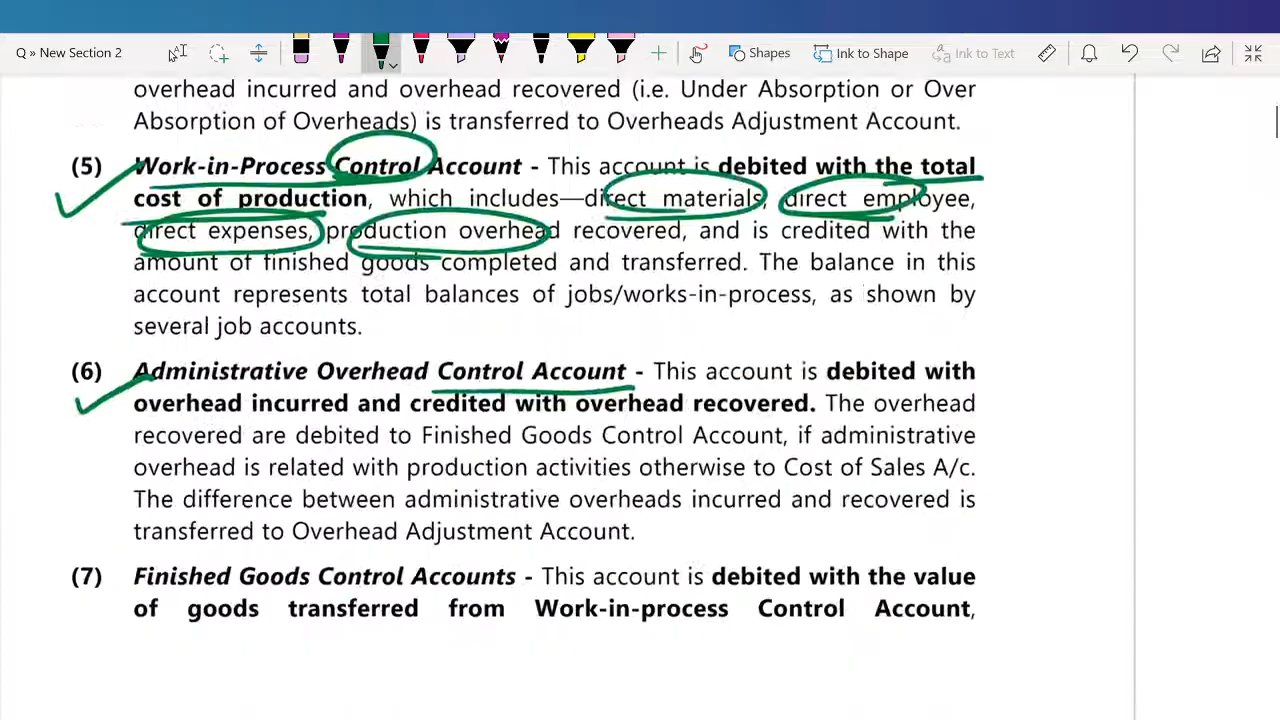 Q » New Section 2
Shapes
Ink to Shape
Ink to Text
overhead incurred and overhead recovered (i.e. Under Absorption or Over
Absorption of Overheads) is transferred to Overheads Adjustment Account.
(5) Work-in-Process Control Account - This account is debited with the total
cost of production, which includes—direct materials, direct employee,
direct expenses, production overhead recovered, and is credited with the
amount of finished goods completed and transferred. The balance in this
account represents total balances of jobs/works-in-process, as shown by
several job accounts.
(6) Administrative Overhead Control Account - This account is debited with
overhead incurred and credited with overhead recovered. The overhead
recovered are debited to Finished Goods Control Account, if administrative
overhead is related with production activities otherwise to Cost of Sales A/c.
The difference between administrative overheads incurred and recovered is
transferred to Overhead Adjustment Account.
(7) Finished Goods Control Accounts - This account is debited with the value
of goods transferred from Work-in-process Control Account,